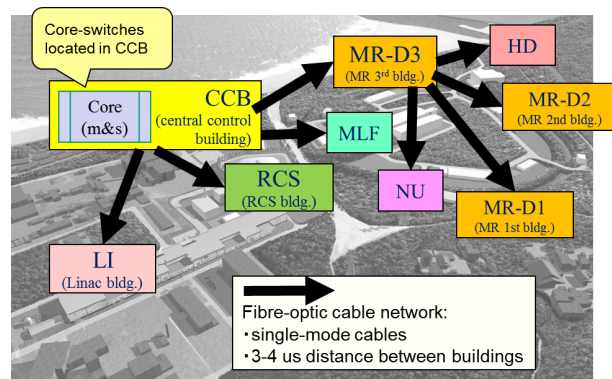 Core-switches
located in CCB
Core
(m&s)
CCB
(central control
building)
MR-D3
(MR 3rd bldg.)
HD
MR-D2
(MR 2nd bldg.)
MLF
RCS
(RCS bldg.)
NU
MR-D1
(MR 1st bldg.)
LI
(Linac bldg.)
Fibre-optic cable network:
・single-mode cables
・3-4 us distance between buildings